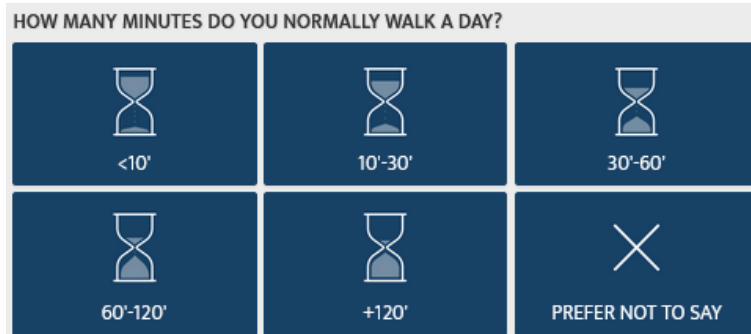 HOW MANY MINUTES DO YOU NORMALLY WALK A DAY?
<10'
10'-30'
30'-60'
60'-120'
+120'
PREFER NOT TO SAY